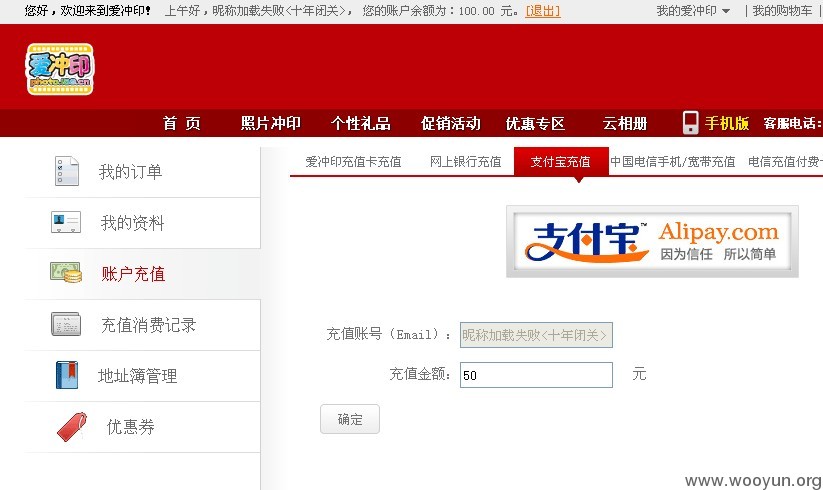 您好，欢迎来到爱冲印！ 上午好，昵称加载失败<十年闭关>， 您的账户余额为：100.00 元。[退出] 我的爱冲印 | 我的购物车 |
爱冲印
首 页 照片冲印 个性礼品 促销活动 优惠专区 云相册 手机版 客服电话：
爱冲印充值卡充值 网上银行充值 支付宝充值 中国电信手机/宽带充值 电信充值付费卡
我的订单
我的资料
账户充值
充值消费记录
地址簿管理
优惠券
支付宝™ Alipay.com
因为信任 所以简单
充值账号（Email）： 昵称加载失败<十年闭关>
充值金额： 50 元
确定
www.wooyun.org